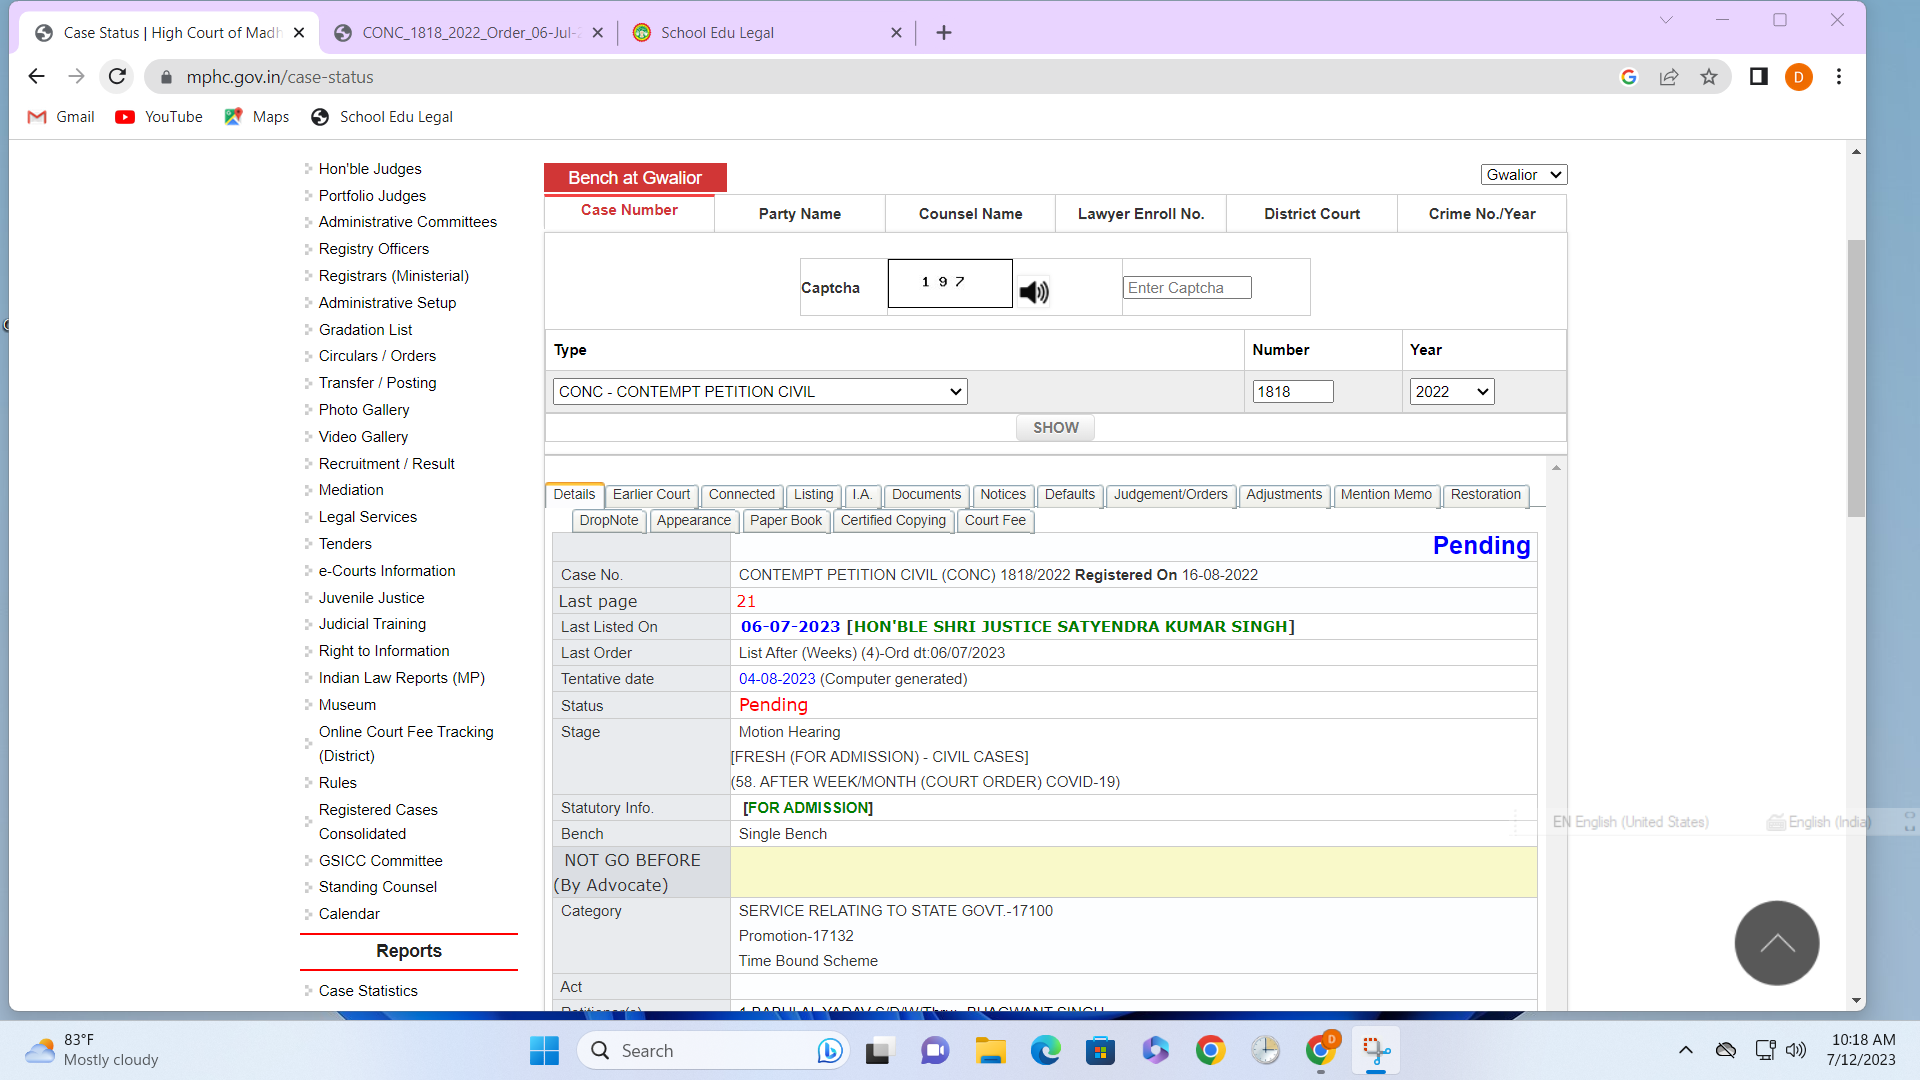 Case Status | High Court of Madh
CONC_1818_2022_Order_06-Jul-2
School Edu Legal
mphc.gov.in/case-status
D
Gmail
YouTube
Maps
School Edu Legal
Hon'ble Judges
Portfolio Judges
Administrative Committees
Registry Officers
Registrars (Ministerial)
Administrative Setup
Gradation List
Circulars / Orders
Transfer / Posting
Photo Gallery
Video Gallery
Recruitment / Result
Mediation
Legal Services
Tenders
e-Courts Information
Juvenile Justice
Judicial Training
Right to Information
Indian Law Reports (MP)
Museum
Online Court Fee Tracking
(District)
Rules
Registered Cases
Consolidated
GSICC Committee
Standing Counsel
Calendar
Reports
Case Statistics
Bench at Gwalior
Gwalior
Case Number
Party Name
Counsel Name
Lawyer Enroll No.
District Court
Crime No./Year
Captcha
1 9 7
Enter Captcha
Type Number Year
CONC - CONTEMPT PETITION CIVIL 1818 2022
SHOW
Details Earlier Court Connected Listing I.A. Documents Notices Defaults Judgement/Orders Adjustments Mention Memo Restoration
DropNote Appearance Paper Book Certified Copying Court Fee
Pending
Case No. CONTEMPT PETITION CIVIL (CONC) 1818/2022 Registered On 16-08-2022
Last page 21
Last Listed On 06-07-2023 [HON'BLE SHRI JUSTICE SATYENDRA KUMAR SINGH]
Last Order List After (Weeks) (4)-Ord dt:06/07/2023
Tentative date 04-08-2023 (Computer generated)
Status Pending
Stage Motion Hearing
[FRESH (FOR ADMISSION) - CIVIL CASES]
(58. AFTER WEEK/MONTH (COURT ORDER) COVID-19)
Statutory Info. [FOR ADMISSION]
Bench Single Bench
NOT GO BEFORE
(By Advocate)
Category SERVICE RELATING TO STATE GOVT.-17100
Promotion-17132
Time Bound Scheme
Act
EN English (United States) English (India)
83°F
Mostly cloudy
Search
D
10:18 AM
7/12/2023